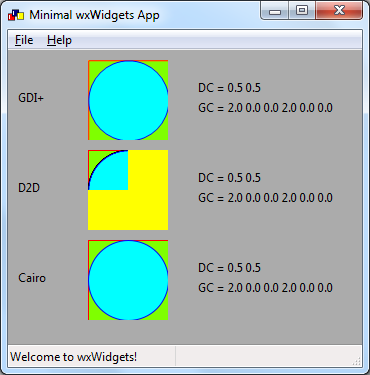 Minimal wxWidgets App
File Help
GDI+
DC = 0.5 0.5
GC = 2.0 0.0 0.0 2.0 0.0 0.0
D2D
DC = 0.5 0.5
GC = 2.0 0.0 0.0 2.0 0.0 0.0
Cairo
DC = 0.5 0.5
GC = 2.0 0.0 0.0 2.0 0.0 0.0
Welcome to wxWidgets!